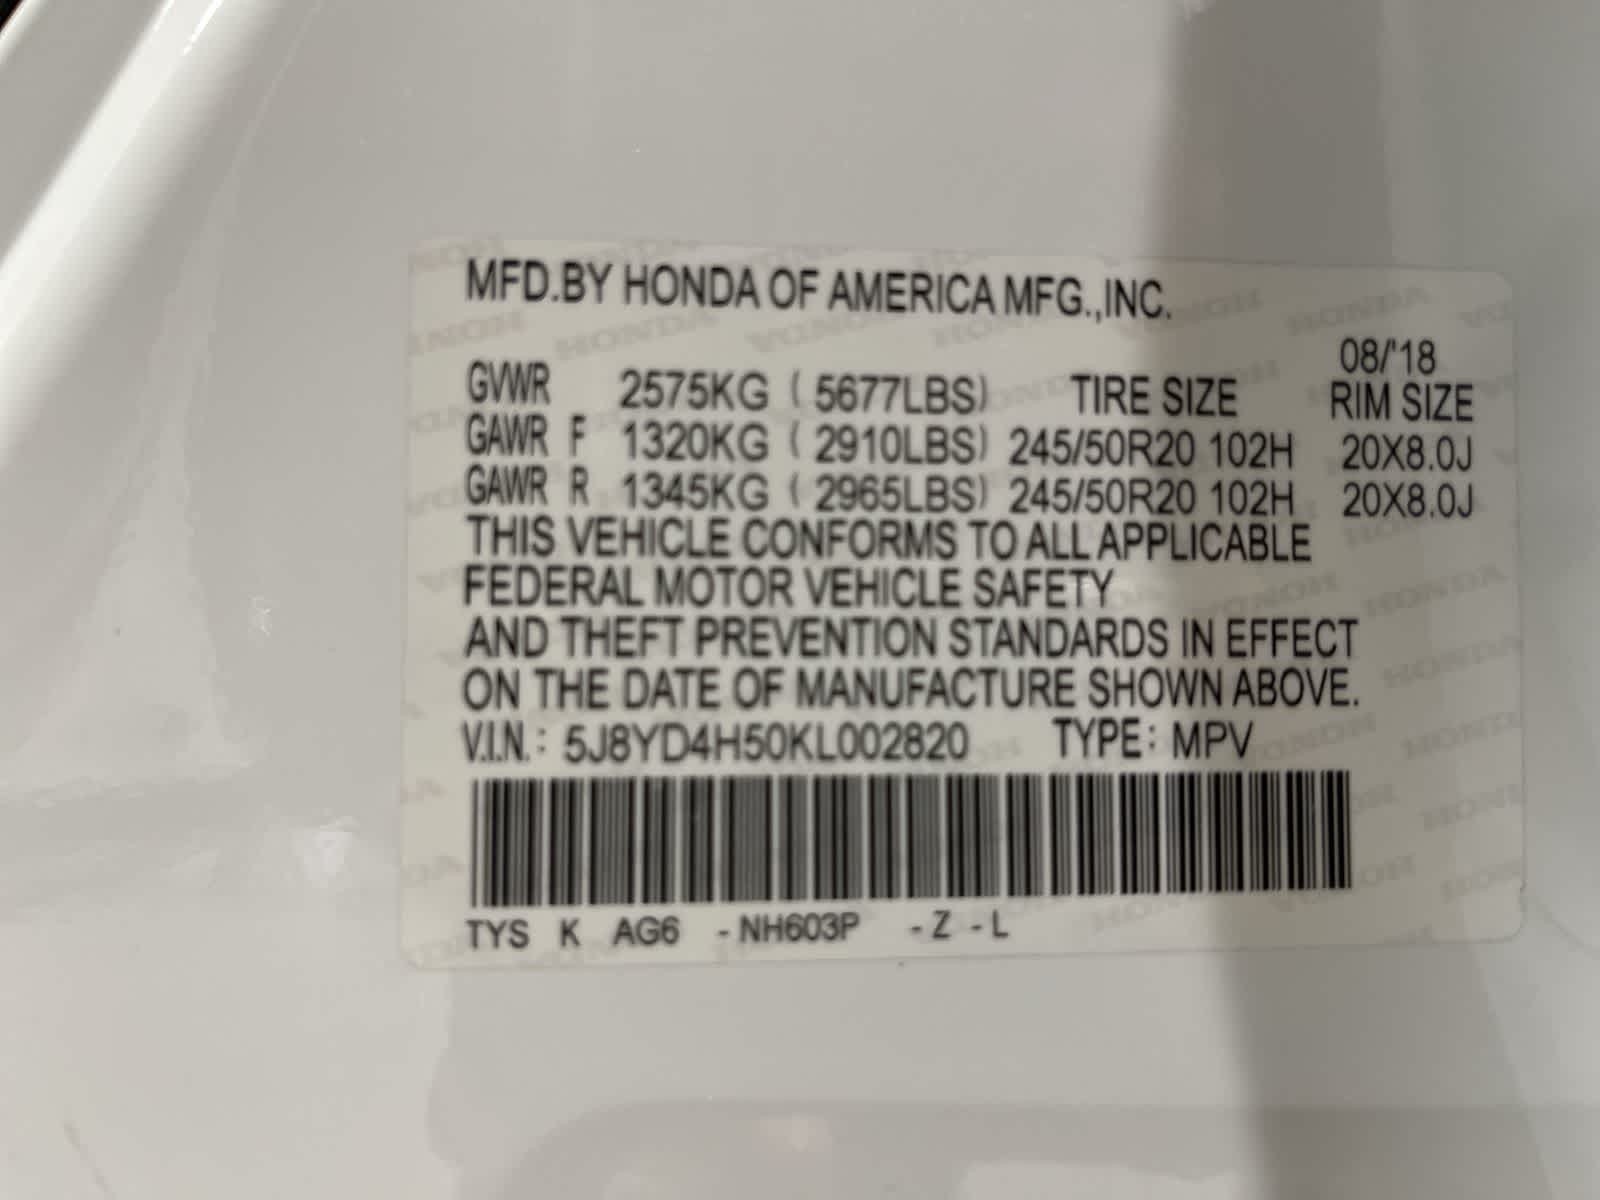 MFD.BY HONDA OF AMERICA MFG.,INC.
08/'18
GVWR 2575KG ( 5677LBS) TIRE SIZE RIM SIZE
GAWR F 1320KG ( 2910LBS) 245/50R20 102H 20X8.0J
GAWR R 1345KG ( 2965LBS) 245/50R20 102H 20X8.0J
THIS VEHICLE CONFORMS TO ALL APPLICABLE
FEDERAL MOTOR VEHICLE SAFETY
AND THEFT PREVENTION STANDARDS IN EFFECT
ON THE DATE OF MANUFACTURE SHOWN ABOVE.
V.I.N.: 5J8YD4H50KL002820 TYPE: MPV
TYS K AG6 -NH603P -Z -L